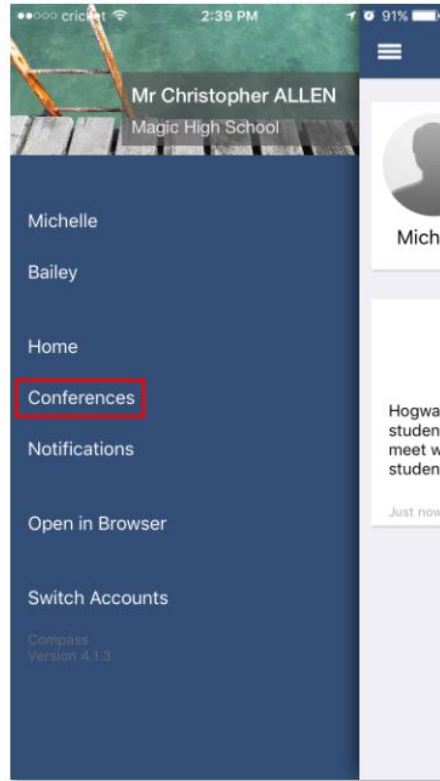 cricket 2:39 PM 91%
Mr Christopher ALLEN
Magic High School
Michelle
Bailey
Home
Conferences
Notifications
Open in Browser
Switch Accounts
Compass
Version 4.1.3
Mich
Hogwa
studen
meet w
studen
Just now